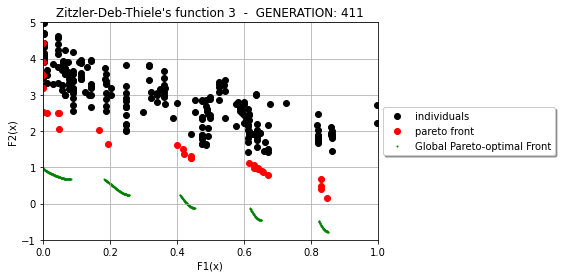 Zitzler-Deb-Thiele's function 3 - GENERATION: 411
5
4
3
2
1
0
−1
F2(x)
0.0 0.2 0.4 0.6 0.8 1.0
F1(x)
individuals
pareto front
Global Pareto-optimal Front